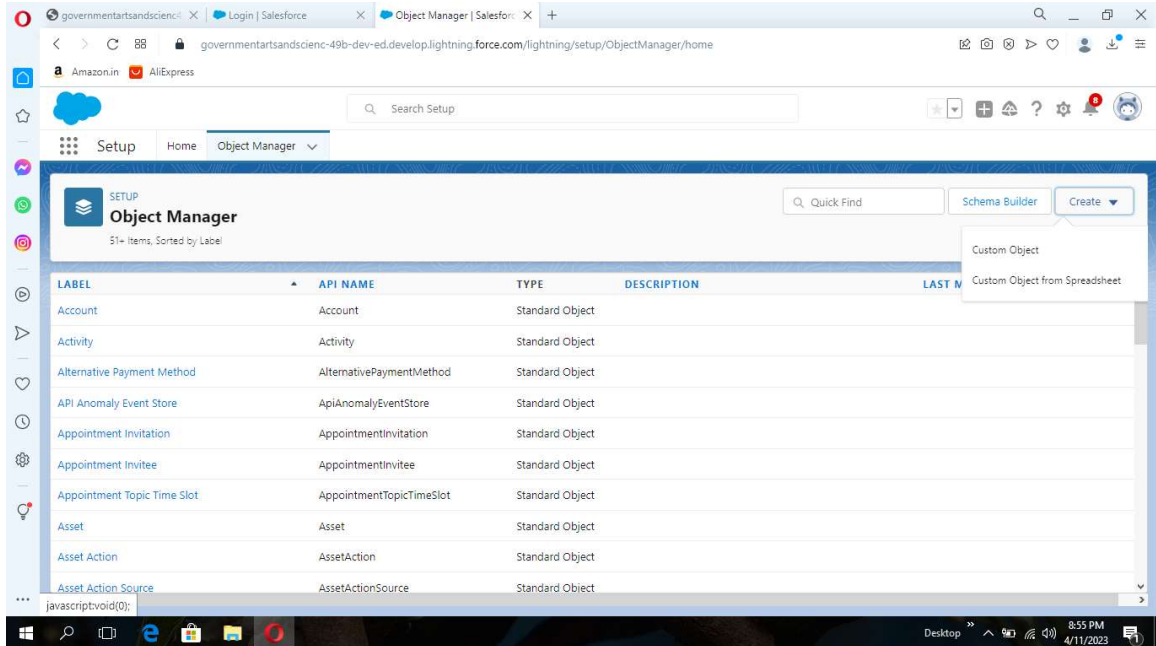 governmentartsandscienc
Login | Salesforce
Object Manager | Salesforc
governmentartsandscienc-49b-dev-ed.develop.lightning.force.com/lightning/setup/ObjectManager/home
a Amazon.in AliExpress
Search Setup
8
Setup Home Object Manager
SETUP
Object Manager
51+ Items, Sorted by Label
Quick Find
Schema Builder
Create
Custom Object
Custom Object from Spreadsheet
LABEL API NAME TYPE DESCRIPTION LAST M
Account Account Standard Object
Activity Activity Standard Object
Alternative Payment Method AlternativePaymentMethod Standard Object
API Anomaly Event Store ApiAnomalyEventStore Standard Object
Appointment Invitation AppointmentInvitation Standard Object
Appointment Invitee AppointmentInvitee Standard Object
Appointment Topic Time Slot AppointmentTopicTimeSlot Standard Object
Asset Asset Standard Object
Asset Action AssetAction Standard Object
Asset Action Source AssetActionSource Standard Object
javascript:void(0);
Desktop
8:55 PM
4/11/2023